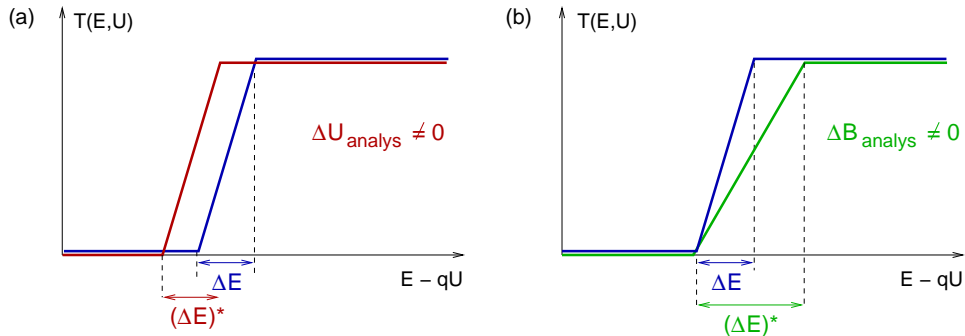 (a)
T(E,U)
ΔU analys ≠ 0
E − qU
ΔE
(ΔE)*
(b)
T(E,U)
ΔB analys ≠ 0
E − qU
ΔE
(ΔE)*